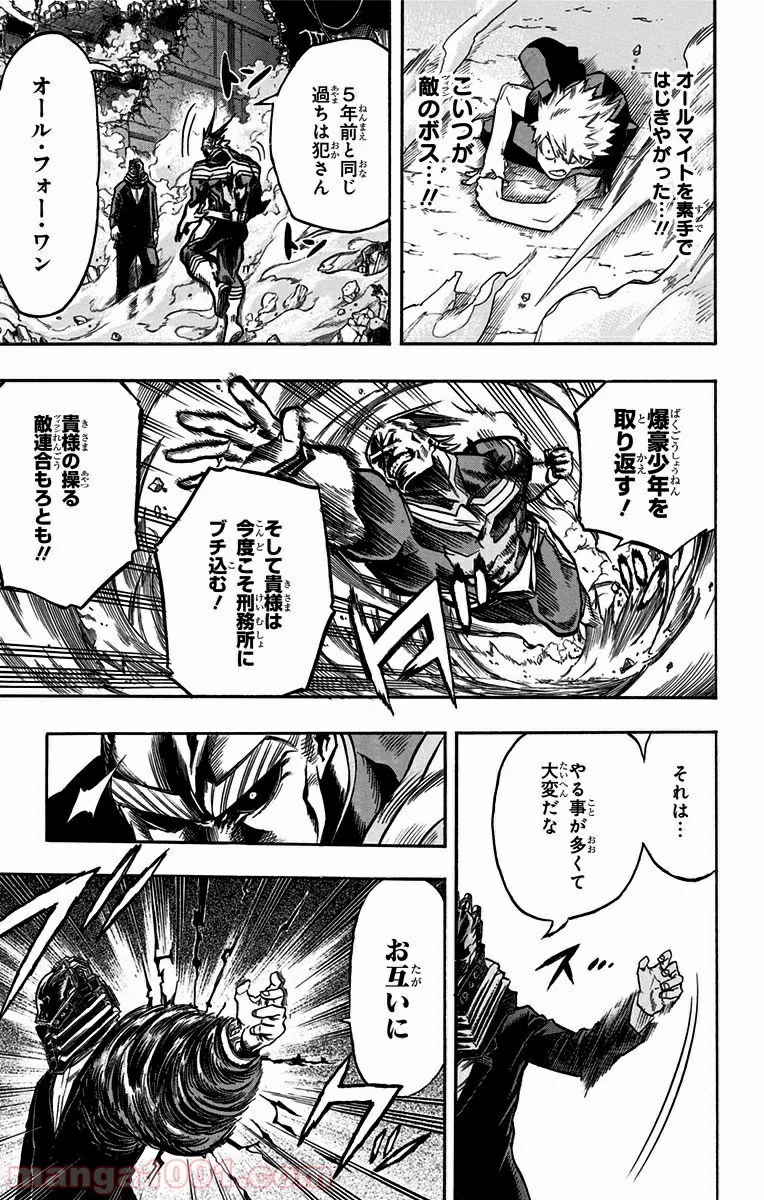 オールマイトを素手で
はじきやがった…!!
こいつが
敵のボス…!!
5年前と同じ
過ちは犯さん
オール・フォー・ワン
爆豪少年を
取り返す!
そして貴様は
今度こそ刑務所に
ブチ込む!
貴様の操る
敵連合もろとも!!
それは…
やる事が多くて
大変だな
お互いに
manga1001.com